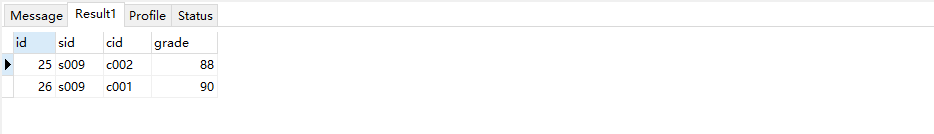 Message Result1 Profile Status
id sid cid grade
25 s009 c002 88
26 s009 c001 90